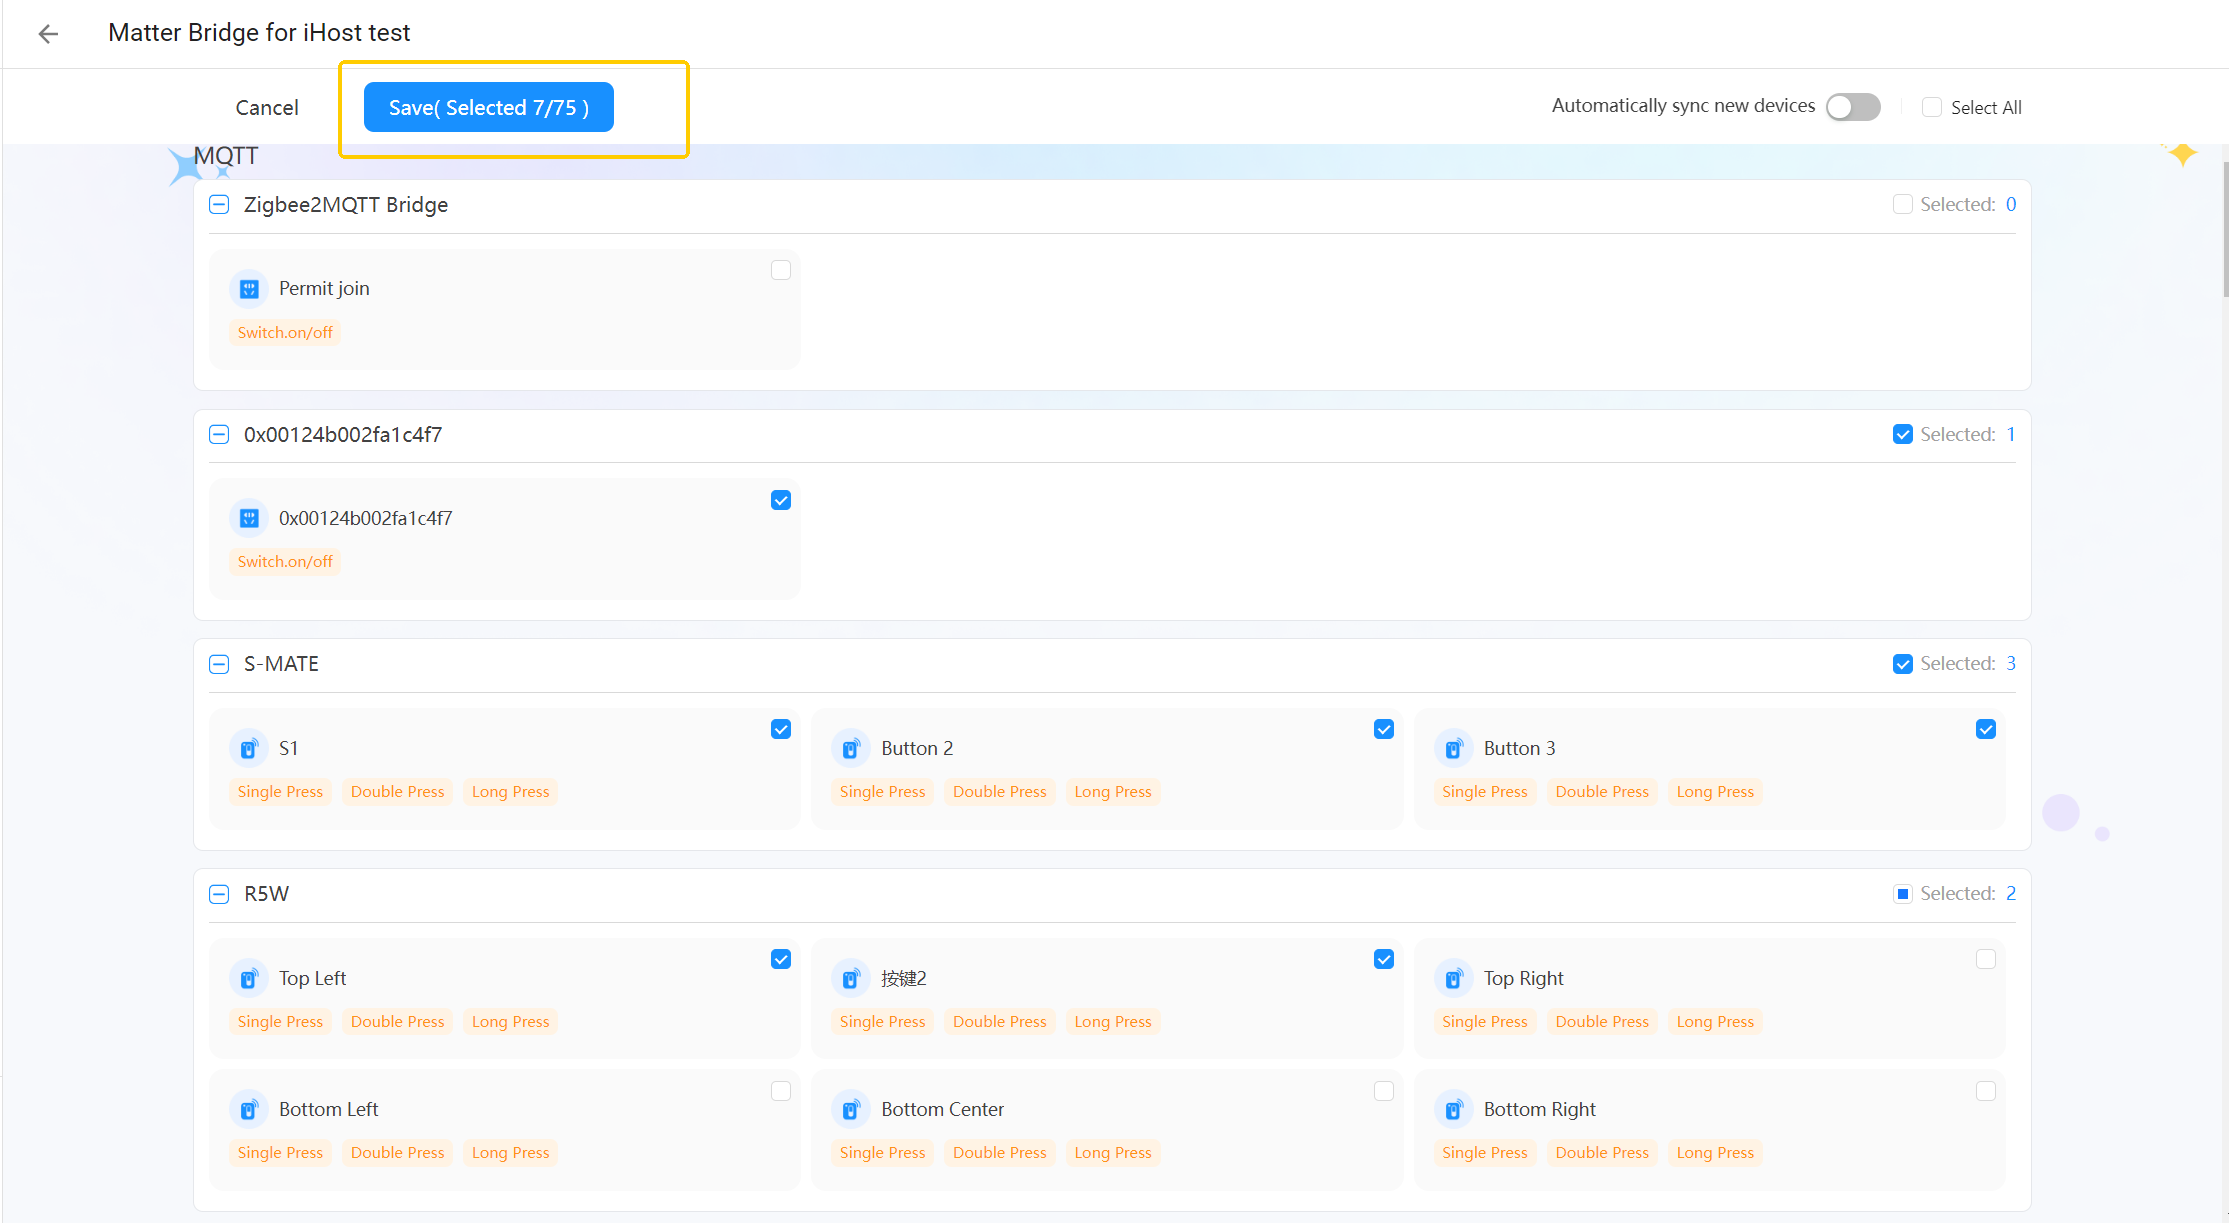 Matter Bridge for iHost test
Cancel
Save( Selected 7/75 )
Automatically sync new devices
Select All
MQTT
Zigbee2MQTT Bridge
Selected: 0
Permit join
Switch.on/off
0x00124b002fa1c4f7
Selected: 1
0x00124b002fa1c4f7
Switch.on/off
S-MATE
Selected: 3
S1
Single Press Double Press Long Press
Button 2
Single Press Double Press Long Press
Button 3
Single Press Double Press Long Press
R5W
Selected: 2
Top Left
Single Press Double Press Long Press
按键2
Single Press Double Press Long Press
Top Right
Single Press Double Press Long Press
Bottom Left
Single Press Double Press Long Press
Bottom Center
Single Press Double Press Long Press
Bottom Right
Single Press Double Press Long Press